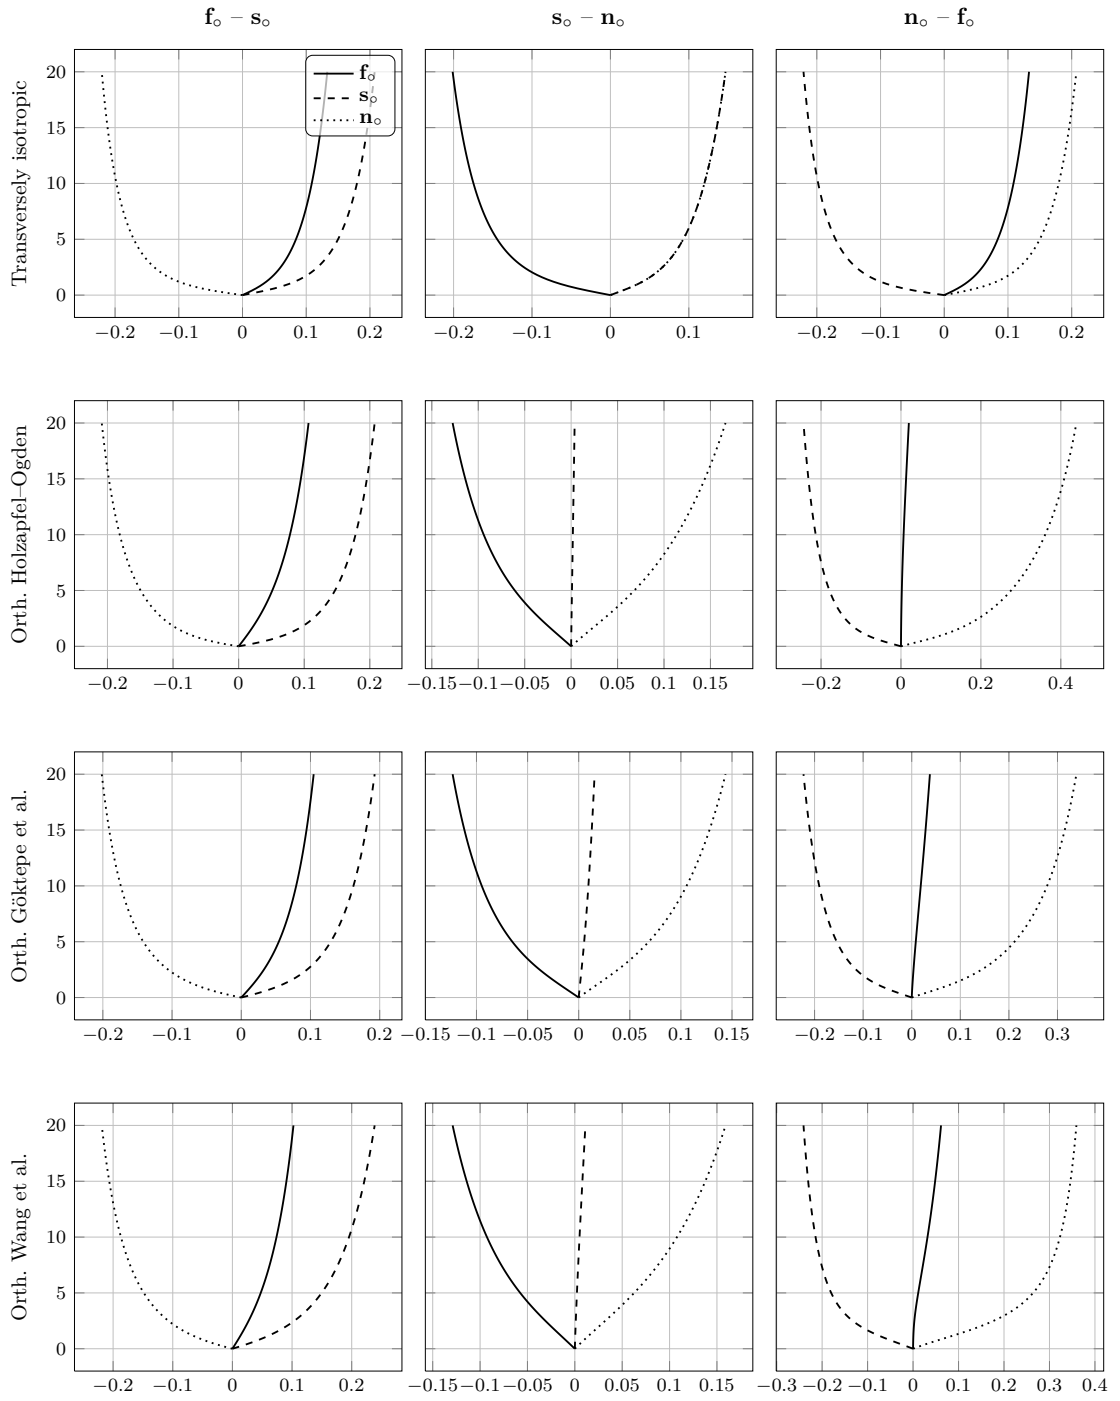 f∘ – s∘ s∘ – n∘ n∘ – f∘
Transversely isotropic
20
15
10
5
0
f∘
s∘
n∘
−0.2 −0.1 0 0.1 0.2
−0.2 −0.1 0 0.1
−0.2 −0.1 0 0.1 0.2
Orth. Holzapfel–Ogden
20
15
10
5
0
−0.2 −0.1 0 0.1 0.2
−0.15 −0.1 −0.05 0 0.05 0.1 0.15
−0.2 0 0.2 0.4
Orth. Göktepe et al.
20
15
10
5
0
−0.2 −0.1 0 0.1 0.2
−0.15 −0.1 −0.05 0 0.05 0.1 0.15
−0.2 −0.1 0 0.1 0.2 0.3
Orth. Wang et al.
20
15
10
5
0
−0.2 −0.1 0 0.1 0.2
−0.15 −0.1 −0.05 0 0.05 0.1 0.15
−0.3 −0.2 −0.1 0 0.1 0.2 0.3 0.4